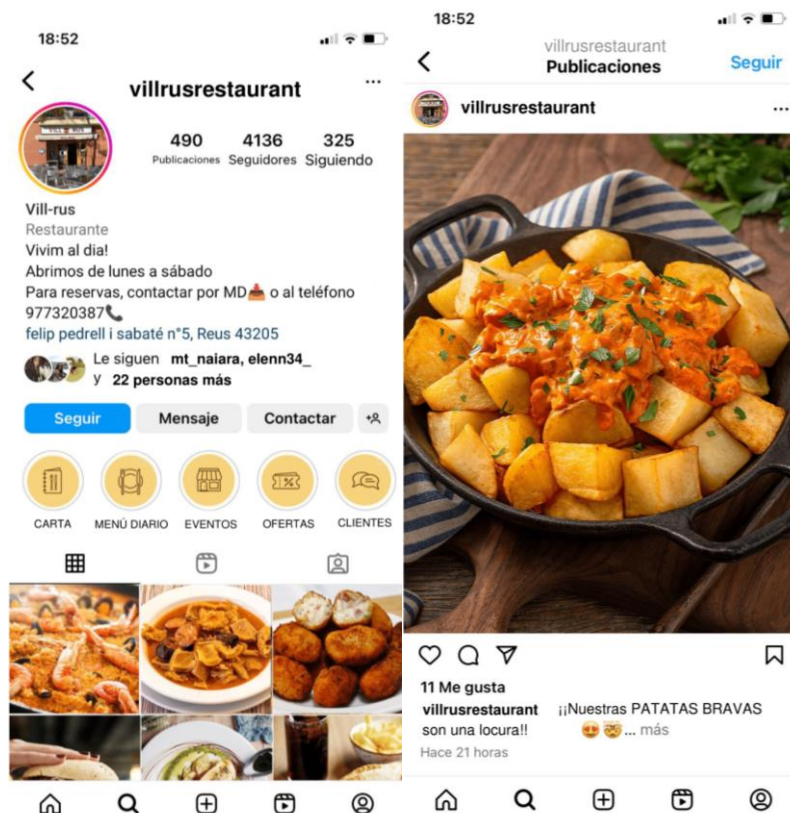 18:52
villrusrestaurant
490 4136 325
Publicaciones Seguidores Siguiendo
Vill-rus
Restaurante
Vivim al dia!
Abrimos de lunes a sábado
Para reservas, contactar por MD📥 o al teléfono
977320387📞
felip pedrell i sabaté n°5, Reus 43205
Le siguen mt_naiara, elenn34_
y 22 personas más
Seguir Mensaje Contactar
CARTA MENÚ DIARIO EVENTOS OFERTAS CLIENTES
18:52
villrusrestaurant
Publicaciones Seguir
villrusrestaurant
11 Me gusta
villrusrestaurant ¡¡Nuestras PATATAS BRAVAS
son una locura!! 😍🤯... más
Hace 21 horas